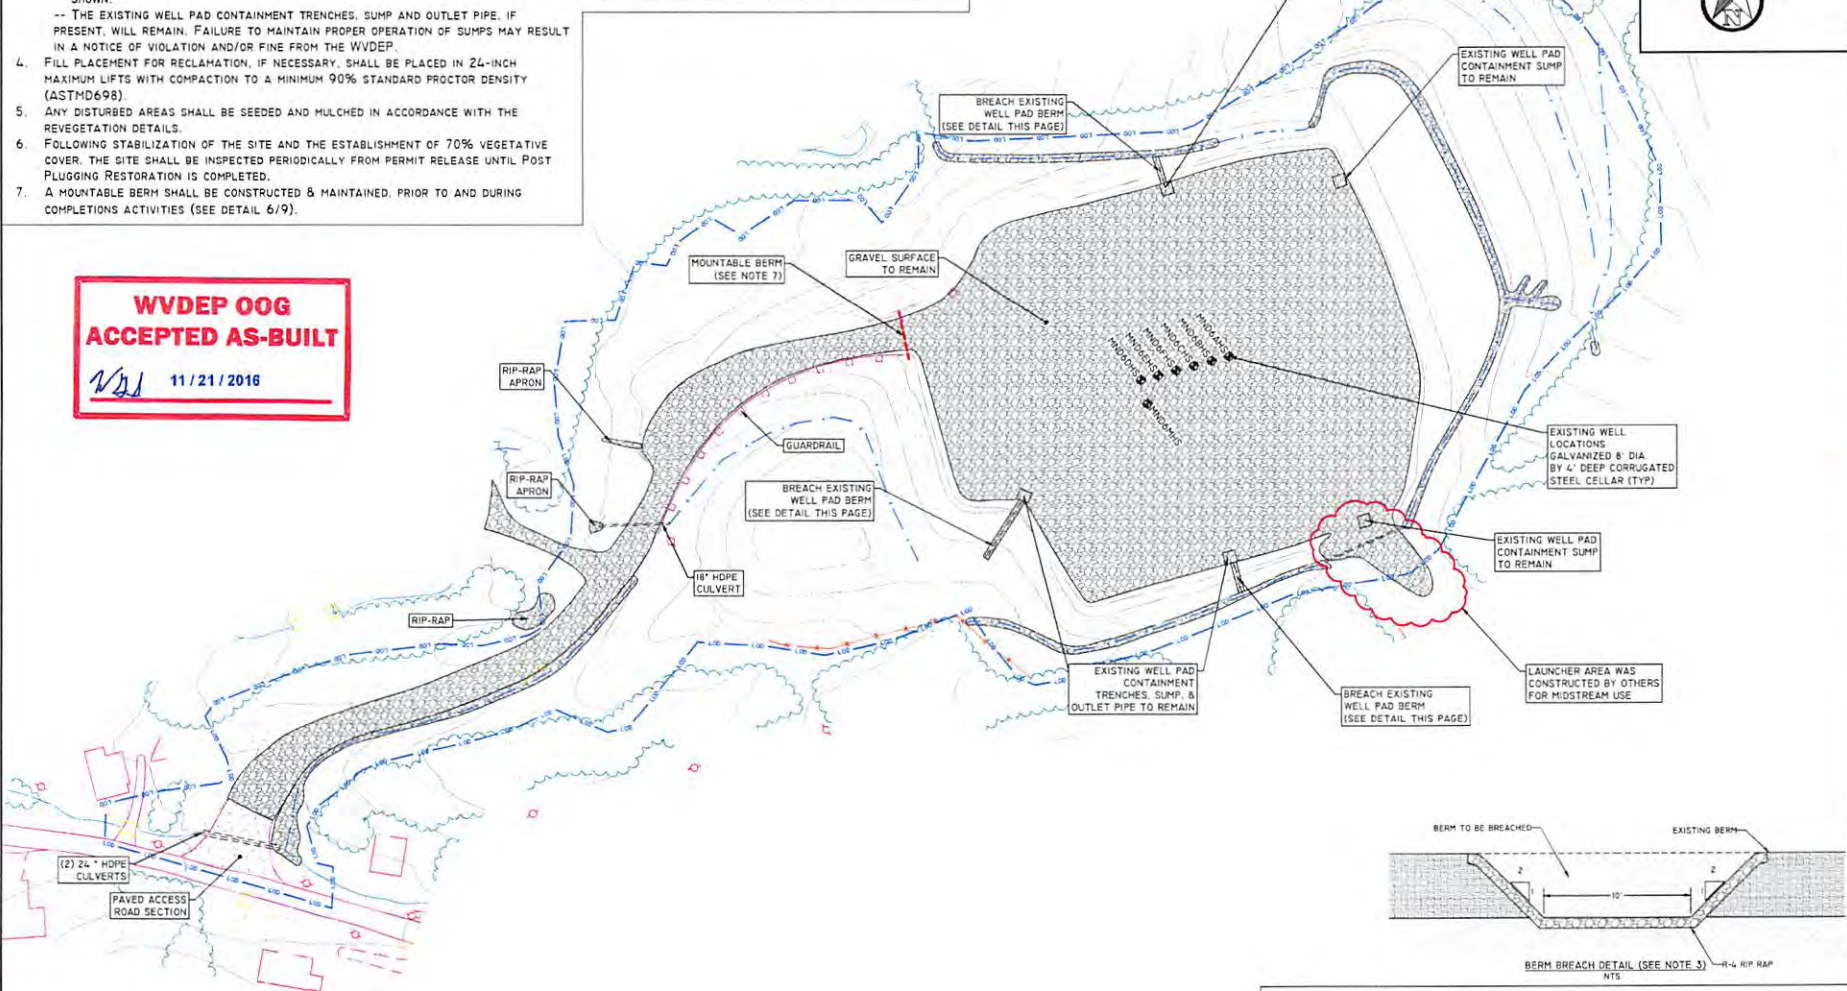 SHOWN.
-- THE EXISTING WELL PAD CONTAINMENT TRENCHES, SUMP AND OUTLET PIPE, IF
PRESENT, WILL REMAIN. FAILURE TO MAINTAIN PROPER OPERATION OF SUMPS MAY RESULT
IN A NOTICE OF VIOLATION AND/OR FINE FROM THE WVDEP.
4. FILL PLACEMENT FOR RECLAMATION, IF NECESSARY, SHALL BE PLACED IN 24-INCH
MAXIMUM LIFTS WITH COMPACTION TO A MINIMUM 90% STANDARD PROCTOR DENSITY
(ASTMD698).
5. ANY DISTURBED AREAS SHALL BE SEEDED AND MULCHED IN ACCORDANCE WITH THE
REVEGETATION DETAILS.
6. FOLLOWING STABILIZATION OF THE SITE AND THE ESTABLISHMENT OF 70% VEGETATIVE
COVER, THE SITE SHALL BE INSPECTED PERIODICALLY FROM PERMIT RELEASE UNTIL POST
PLUGGING RESTORATION IS COMPLETED.
7. A MOUNTABLE BERM SHALL BE CONSTRUCTED & MAINTAINED, PRIOR TO AND DURING
COMPLETIONS ACTIVITIES (SEE DETAIL 6/9).
N
WVDEP OOG
ACCEPTED AS-BUILT
11/21/2016
EXISTING WELL PAD
CONTAINMENT SUMP
TO REMAIN
BREACH EXISTING
WELL PAD BERM
(SEE DETAIL THIS PAGE)
MOUNTABLE BERM
(SEE NOTE 7)
GRAVEL SURFACE
TO REMAIN
MND6AHS
MND6BHS
MND6CHS
MND6FHS
MND6EHS
MND6DHS
MND6MHS
RIP-RAP
APRON
GUARDRAIL
EXISTING WELL
LOCATIONS
GALVANIZED 8' DIA.
BY 4' DEEP CORRUGATED
STEEL CELLAR (TYP)
RIP-RAP
APRON
BREACH EXISTING
WELL PAD BERM
(SEE DETAIL THIS PAGE)
EXISTING WELL PAD
CONTAINMENT SUMP
TO REMAIN
18" HDPE
CULVERT
RIP-RAP
EXISTING WELL PAD
CONTAINMENT
TRENCHES, SUMP, &
OUTLET PIPE TO REMAIN
LAUNCHER AREA WAS
CONSTRUCTED BY OTHERS
FOR MIDSTREAM USE
BREACH EXISTING
WELL PAD BERM
(SEE DETAIL THIS PAGE)
(2) 24 " HDPE
CULVERTS
PAVED ACCESS
ROAD SECTION
BERM TO BE BREACHED
EXISTING BERM
2
1
10'
2
1
BERM BREACH DETAIL (SEE NOTE 3)
R-4 RIP RAP
NTS